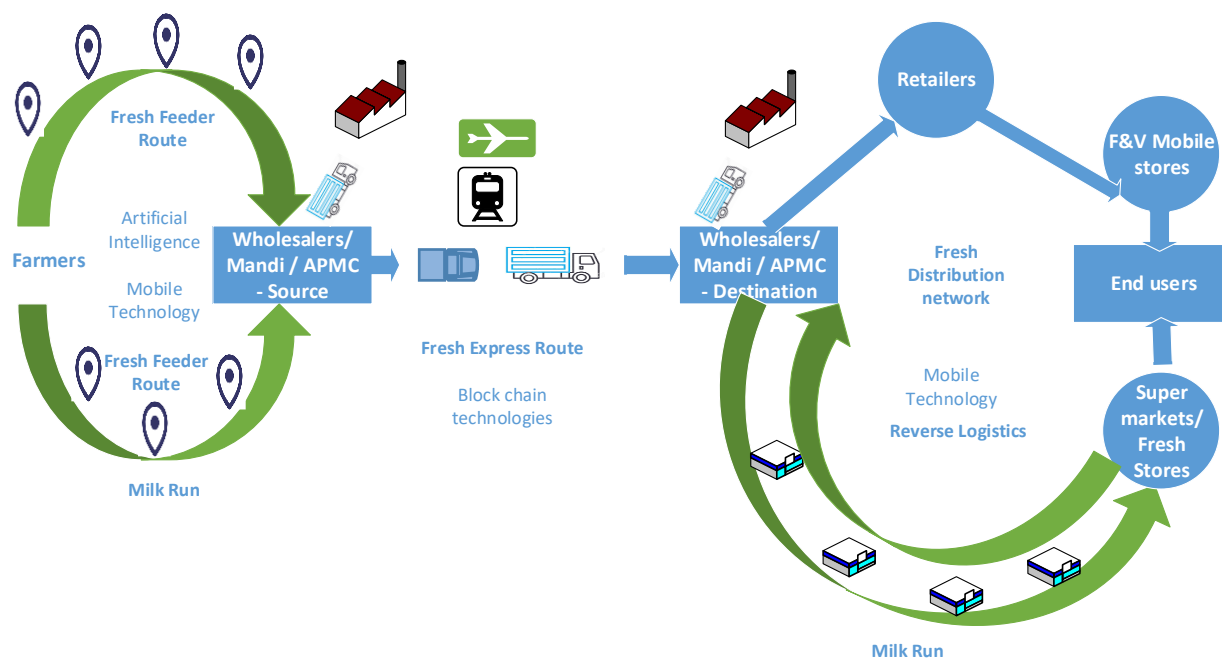 Fresh Feeder
Route
Artificial
Intelligence
Farmers
Mobile
Technology
Fresh Feeder
Route
Milk Run
Wholesalers/
Mandi / APMC
- Source
Fresh Express Route
Block chain
technologies
Wholesalers/
Mandi / APMC
- Destination
Retailers
F&V Mobile
stores
Fresh
Distribution
network
End users
Mobile
Technology
Reverse Logistics
Super
markets/
Fresh
Stores
Milk Run